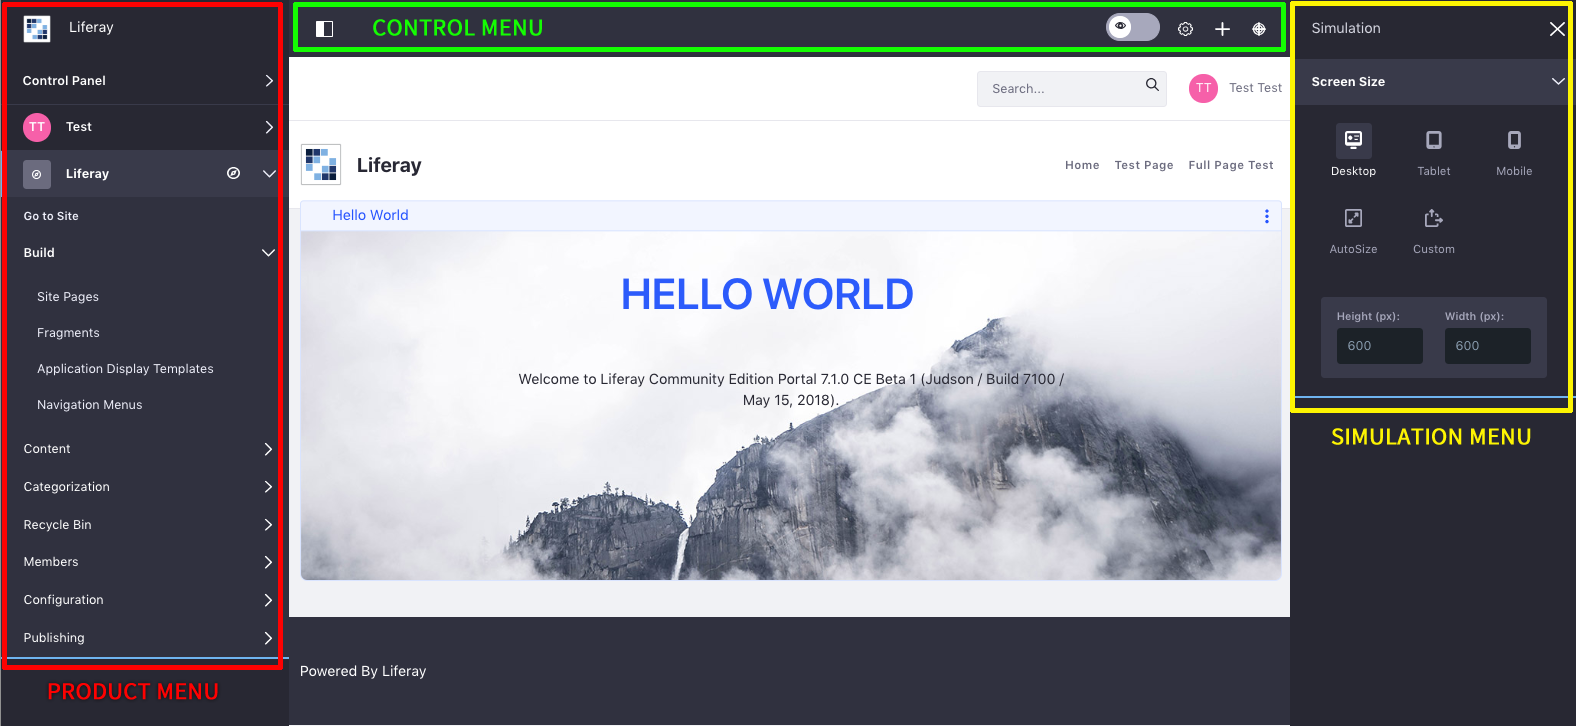 Liferay
Control Panel
TT Test
Liferay
Go to Site
Build
Site Pages
Fragments
Application Display Templates
Navigation Menus
Content
Categorization
Recycle Bin
Members
Configuration
Publishing
PRODUCT MENU
CONTROL MENU
Search...
TT Test Test
Liferay
Home Test Page Full Page Test
Hello World
HELLO WORLD
Welcome to Liferay Community Edition Portal 7.1.0 CE Beta 1 (Judson / Build 7100 /
May 15, 2018).
Powered By Liferay
Simulation
Screen Size
Desktop Tablet Mobile
AutoSize Custom
Height (px): Width (px):
600 600
SIMULATION MENU